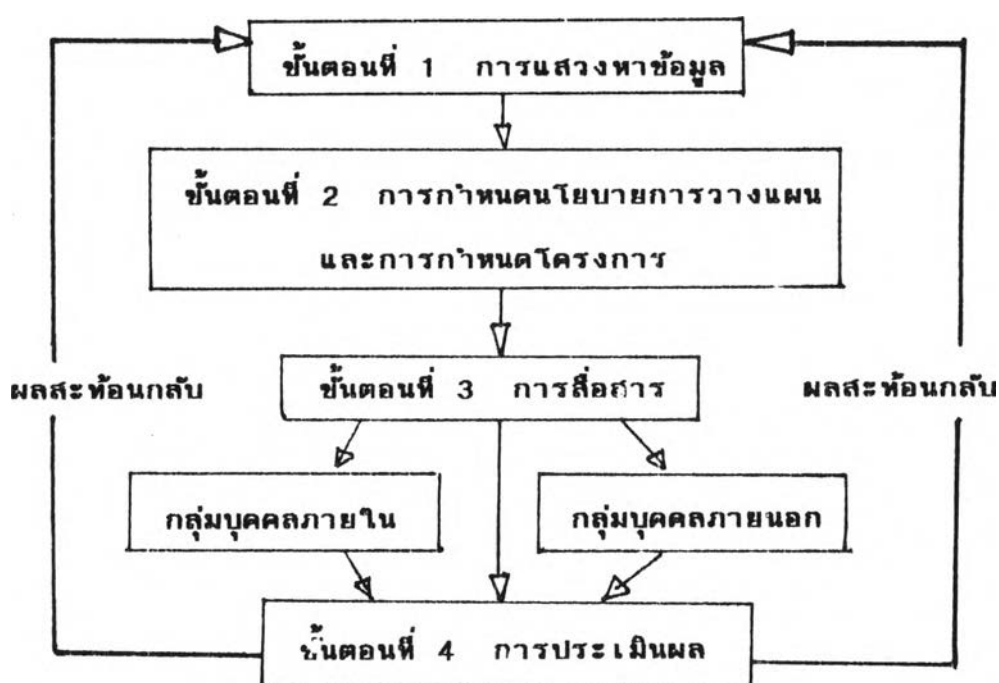 ขั้นตอนที่ 1 การแสวงหาข้อมูล
ขั้นตอนที่ 2 การกำหนดนโยบายการวางแผน
และการกำหนดโครงการ
ผลสะท้อนกลับ
ขั้นตอนที่ 3 การสื่อสาร
ผลสะท้อนกลับ
กลุ่มบุคคลภายใน
กลุ่มบุคคลภายนอก
ขั้นตอนที่ 4 การประเมินผล